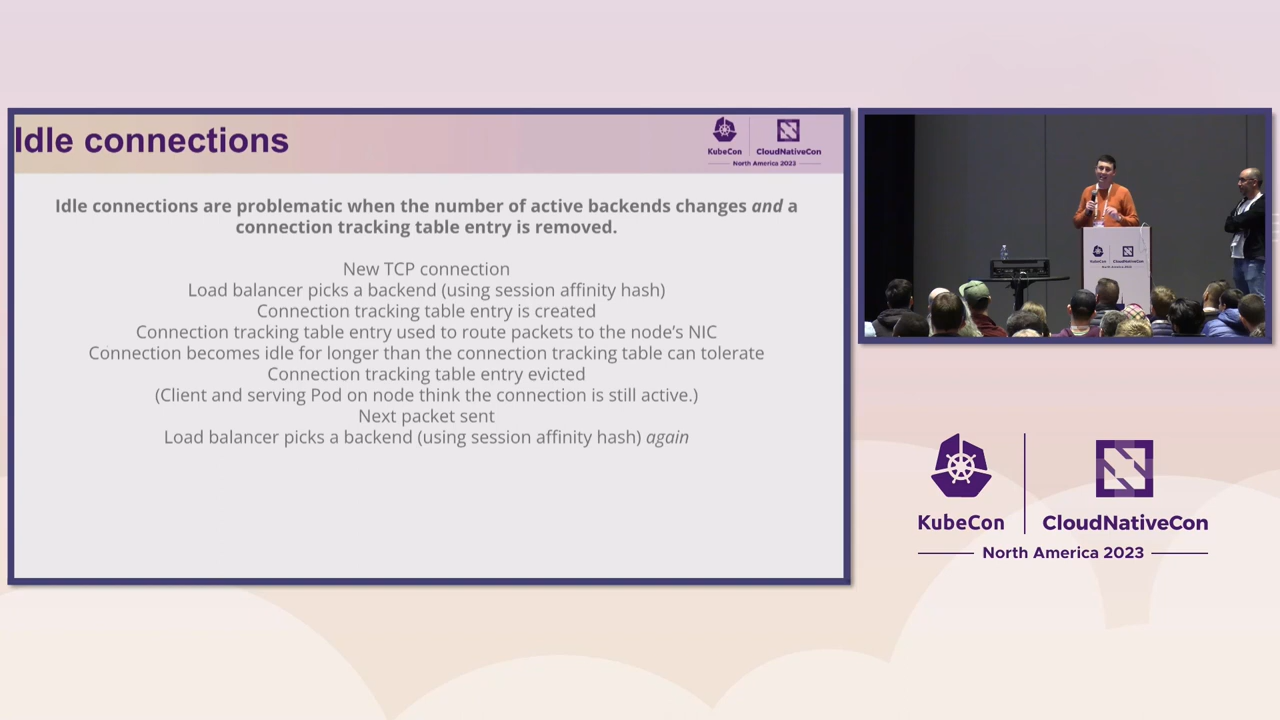 Idle connections
KubeCon
CloudNativeCon
North America 2023
Idle connections are problematic when the number of active backends changes and a
connection tracking table entry is removed.
New TCP connection
Load balancer picks a backend (using session affinity hash)
Connection tracking table entry is created
Connection tracking table entry used to route packets to the node's NIC
Connection becomes idle for longer than the connection tracking table can tolerate
Connection tracking table entry evicted
(Client and serving Pod on node think the connection is still active.)
Next packet sent
Load balancer picks a backend (using session affinity hash) again
KubeCon
CloudNativeCon
North America 2023